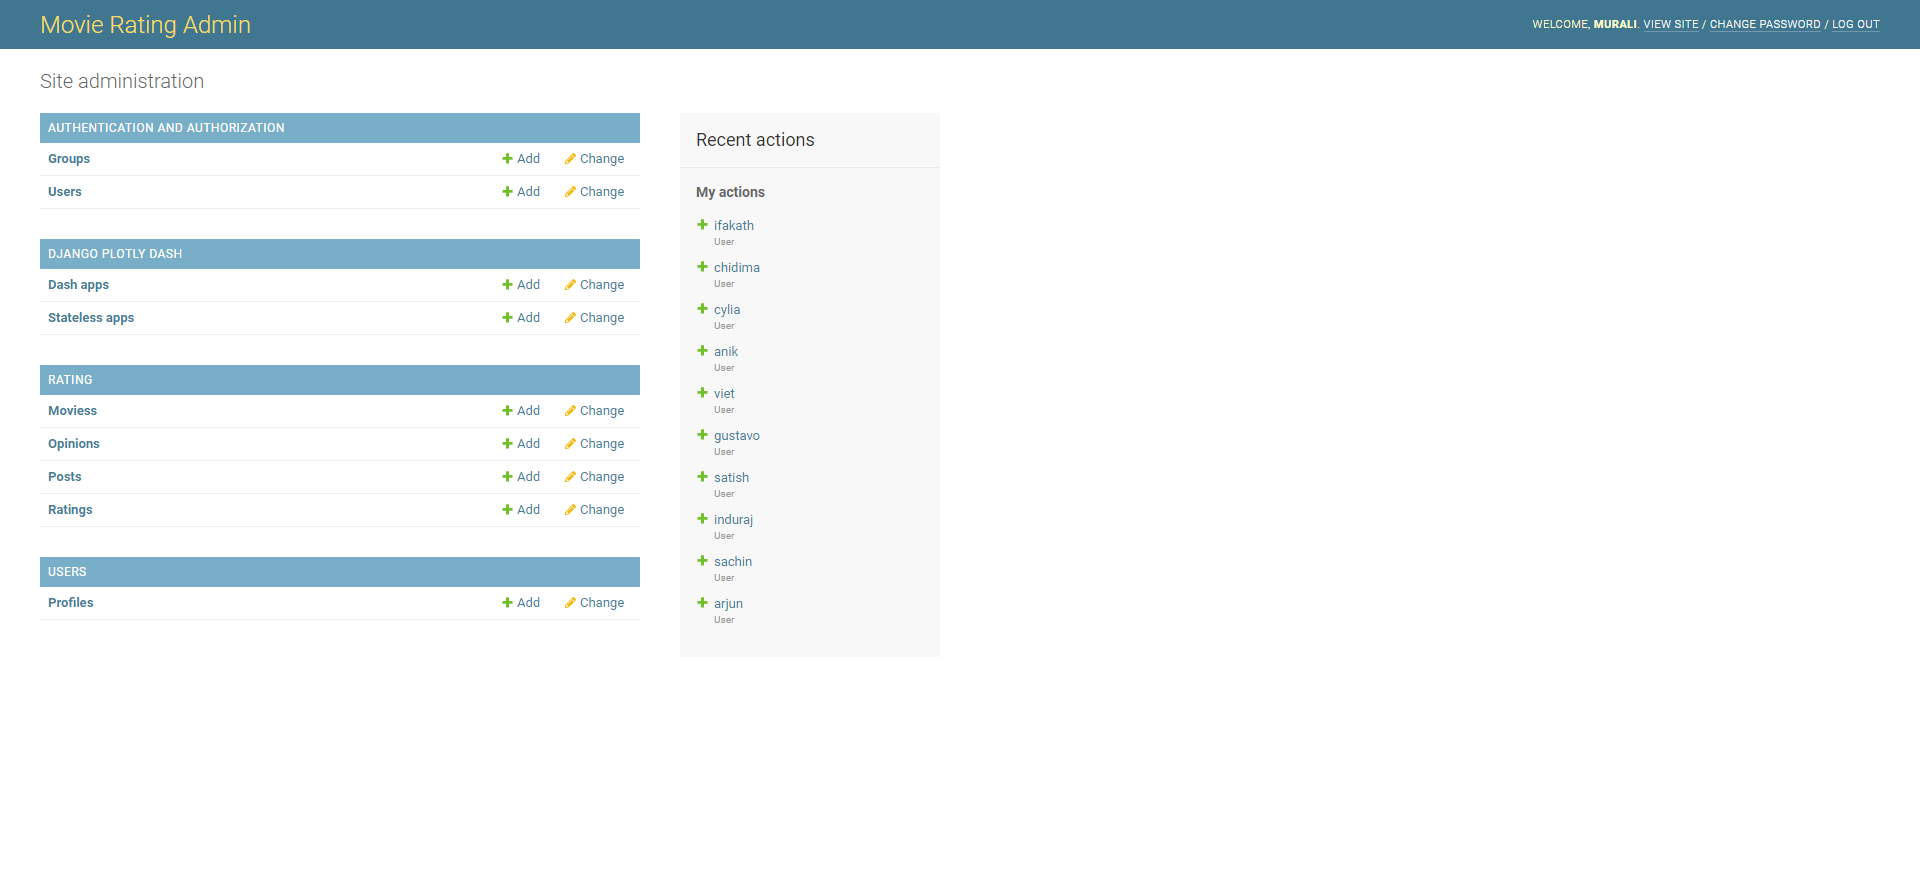 Movie Rating Admin
WELCOME, MURALI. VIEW SITE / CHANGE PASSWORD / LOG OUT
Site administration
AUTHENTICATION AND AUTHORIZATION
Groups Add Change
Users Add Change
DJANGO PLOTLY DASH
Dash apps Add Change
Stateless apps Add Change
RATING
Moviess Add Change
Opinions Add Change
Posts Add Change
Ratings Add Change
USERS
Profiles Add Change
Recent actions
My actions
ifakath
User
chidima
User
cylia
User
anik
User
viet
User
gustavo
User
satish
User
induraj
User
sachin
User
arjun
User